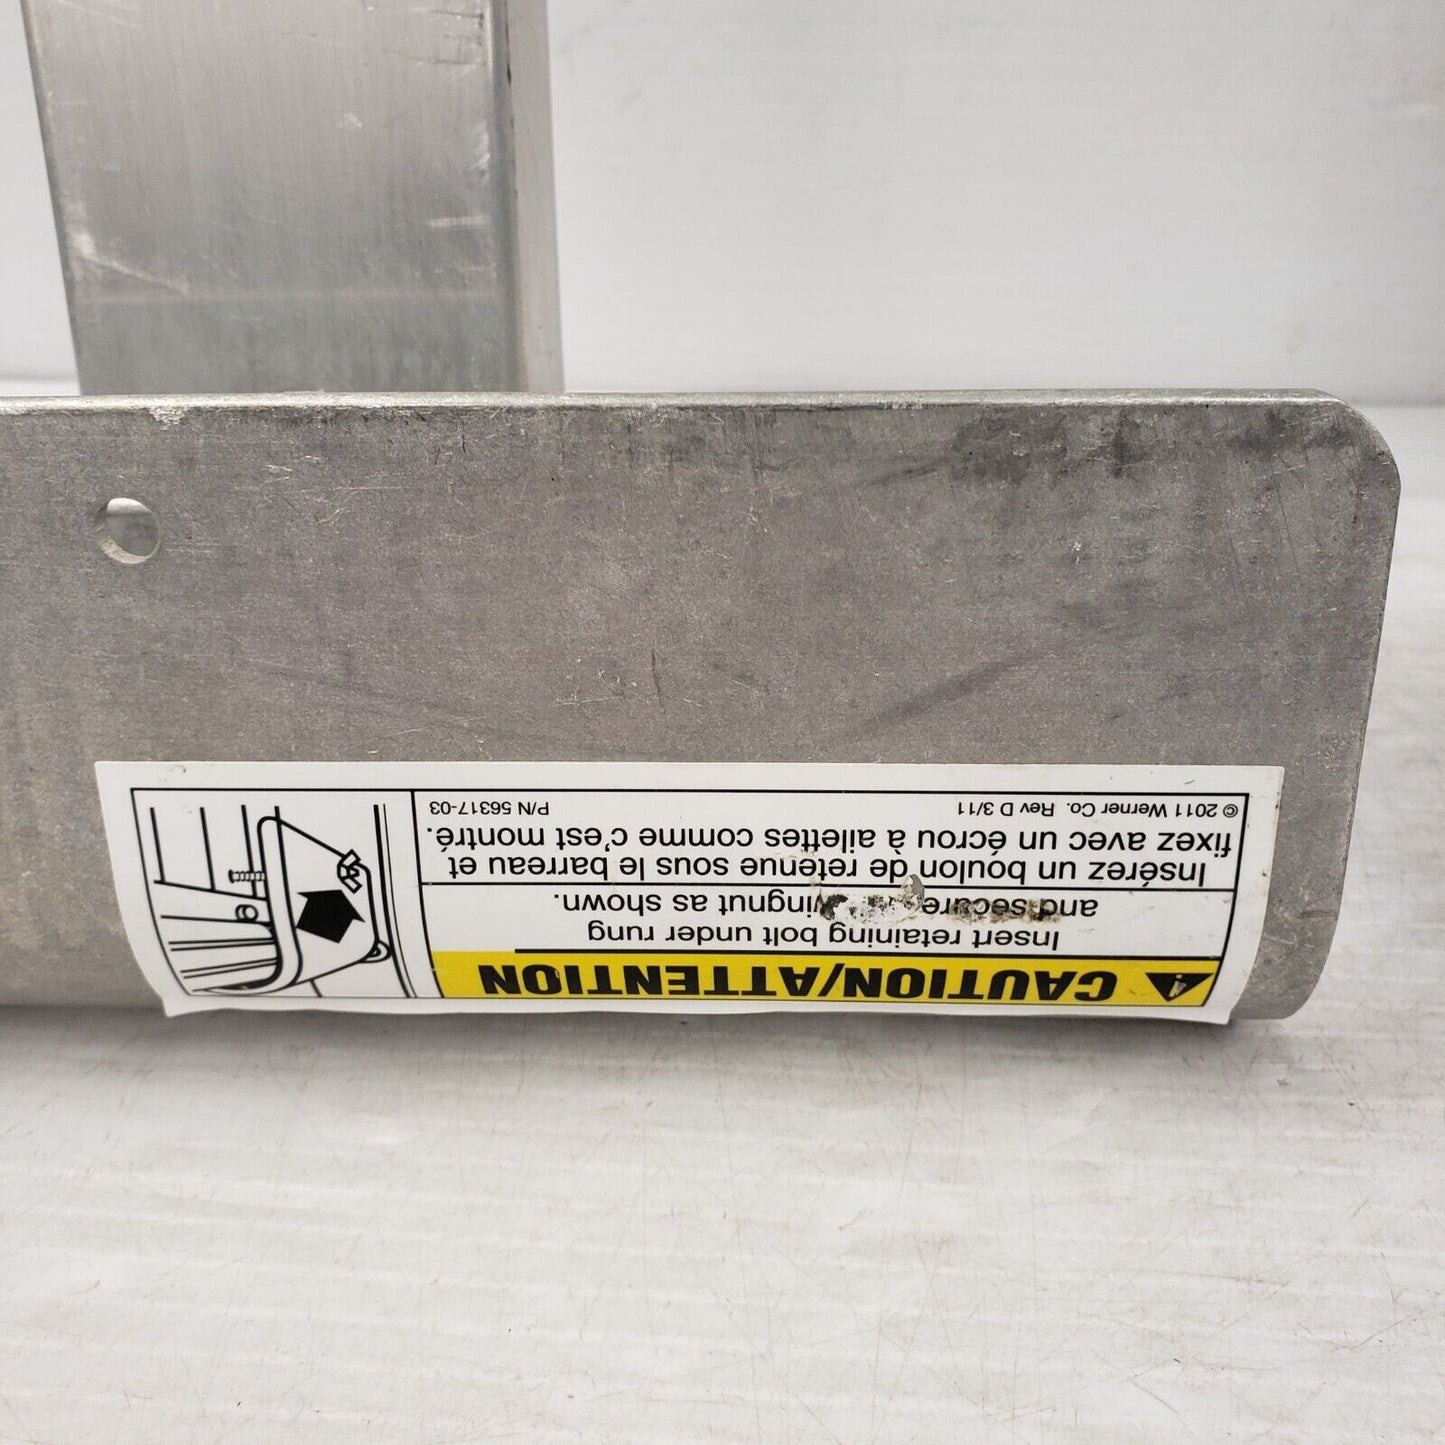 CAUTION/ATTENTION
Insert retaining bolt under rung
and secure wingnut as shown.
Insérez un boulon de retenue sous le barreau et
fixez avec un écrou à ailettes comme c'est montré.
© 2011 Werner Co. Rev D 3/11 P/N 56317-03